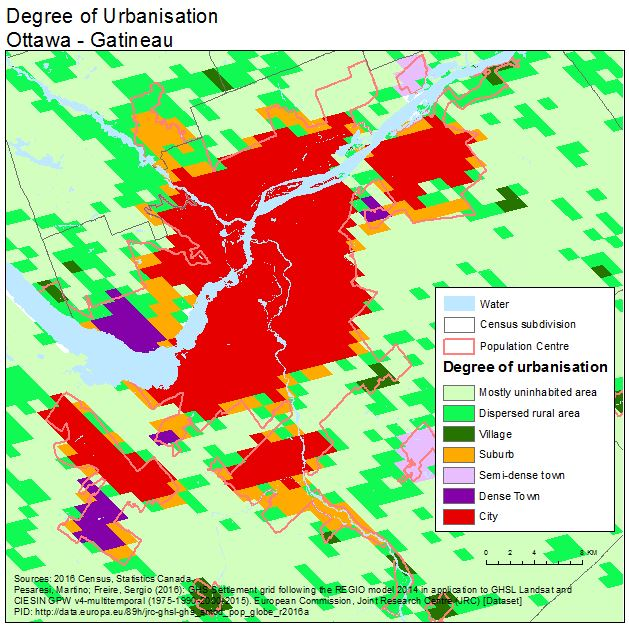 Degree of Urbanisation
Ottawa - Gatineau
Water
Census subdivision
Population Centre
Degree of urbanisation
Mostly uninhabited area
Dispersed rural area
Village
Suburb
Semi-dense town
Dense Town
City
0 2 4 8 KM
Sources: 2016 Census, Statistics Canada.
Pesaresi, Martino; Freire, Sergio (2016): GHS Settlement grid following the REGIO model 2014 in application to GHSL Landsat and
CIESIN GPW v4-multitemporal (1975-1990-2000-2015). European Commission, Joint Research Centre (JRC) [Dataset]
PID: http://data.europa.eu/89h/jrc-ghsl-ghs_smod_pop_globe_r2016a